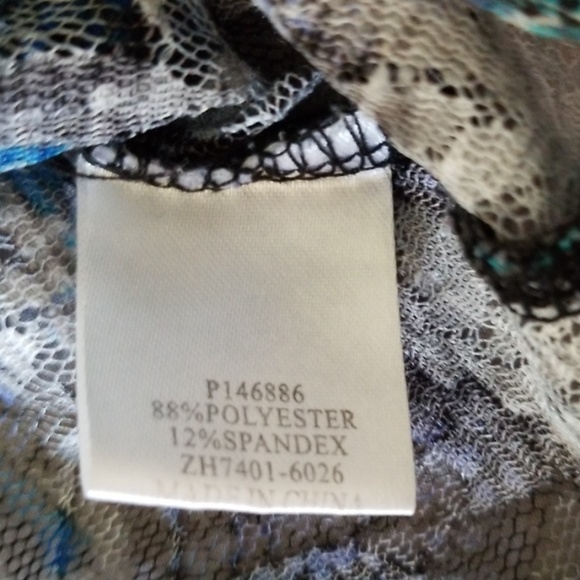 P146886
88%POLYESTER
12%SPANDEX
ZH7401-6026
MADE IN CHINA